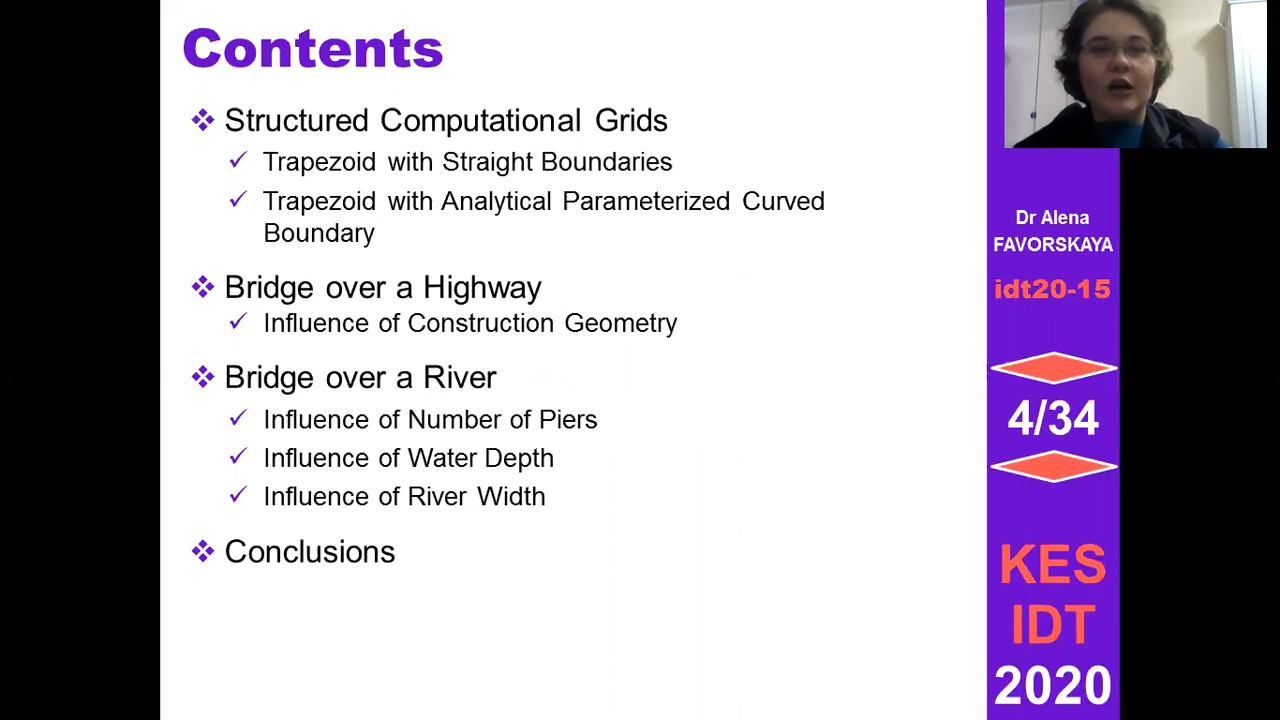 Contents
Structured Computational Grids
Trapezoid with Straight Boundaries
Trapezoid with Analytical Parameterized Curved
Boundary
Bridge over a Highway
Influence of Construction Geometry
Bridge over a River
Influence of Number of Piers
Influence of Water Depth
Influence of River Width
Conclusions
Dr Alena
FAVORSKAYA
idt20-15
4/34
KES
IDT
2020